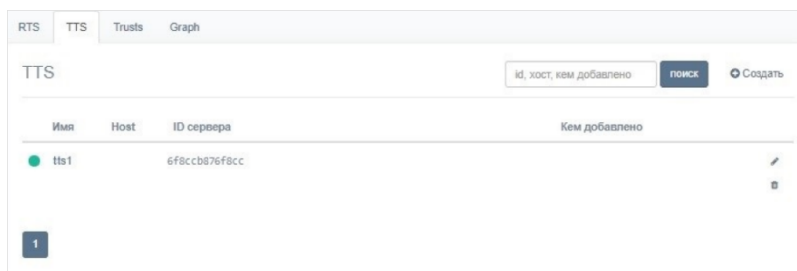 RTS TTS Trusts Graph
TTS id, хост, кем добавлено поиск Создать
Имя Host ID сервера Кем добавлено
tts1 6f8ccb876f8cc
1